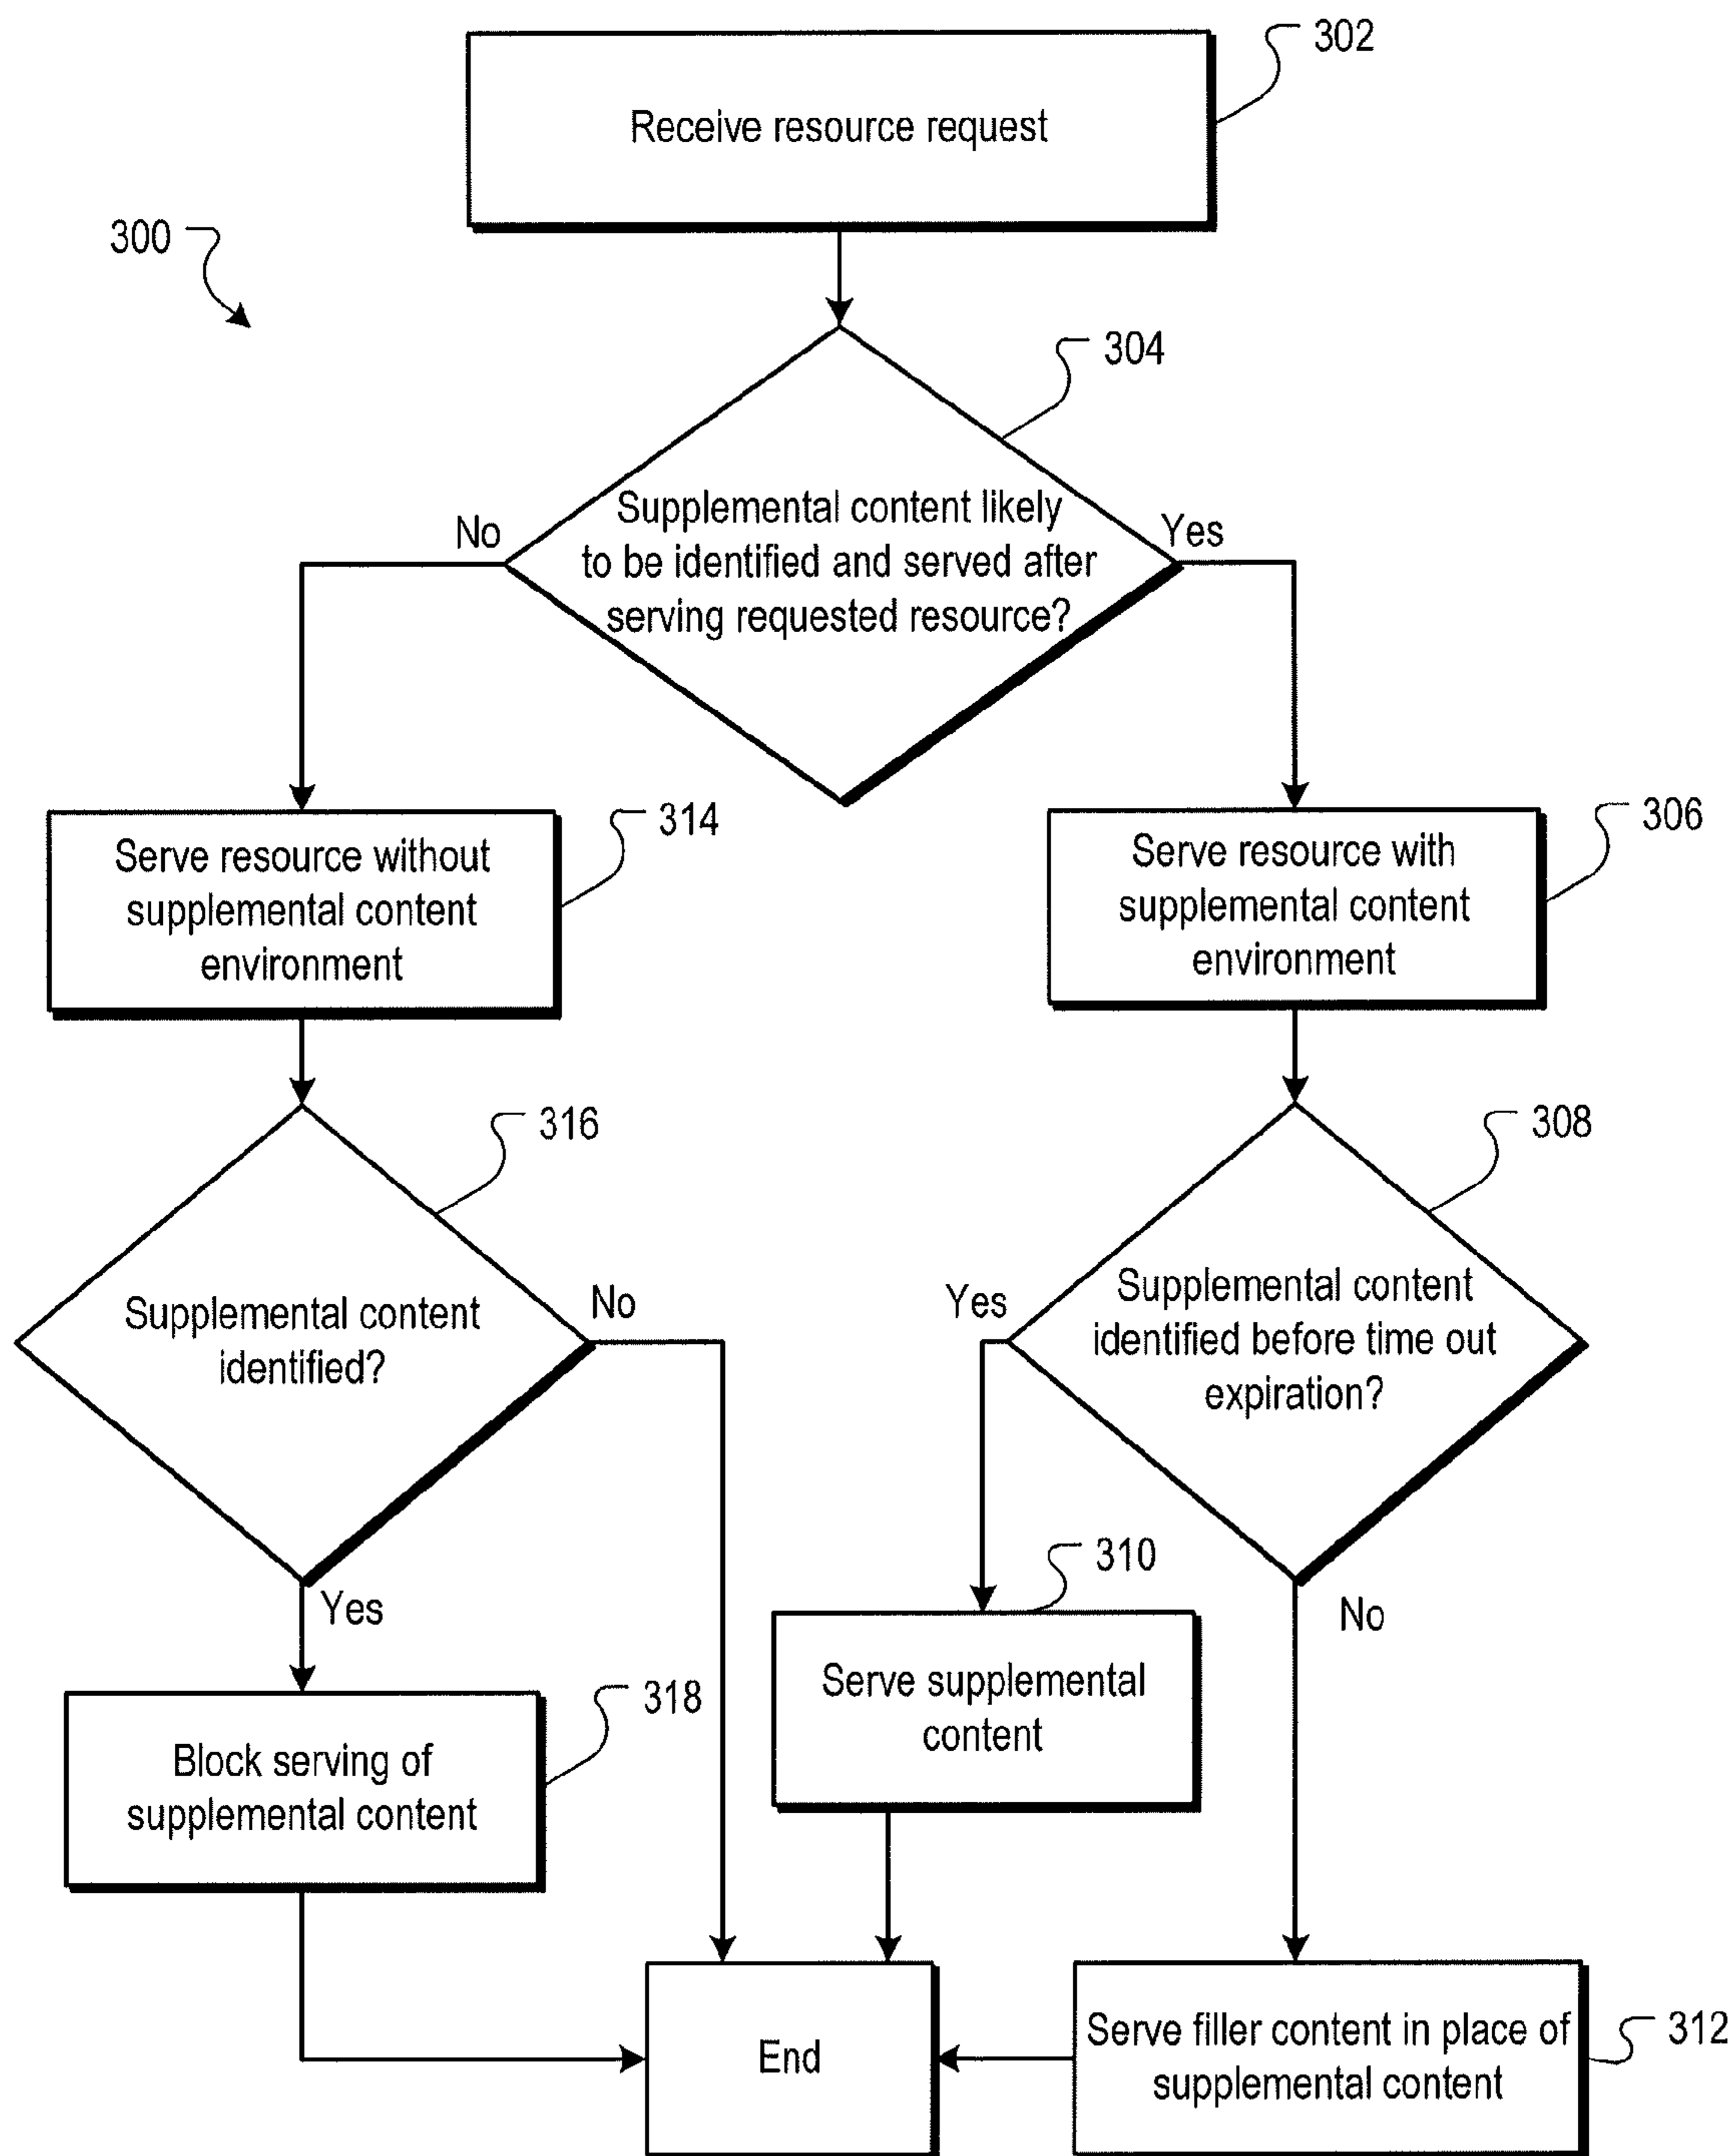 302
Receive resource request
300
304
Supplemental content likely
to be identified and served after
serving requested resource?
No
Yes
314
Serve resource without
supplemental content
environment
306
Serve resource with
supplemental content
environment
316
Supplemental content
identified?
No
Yes
308
Supplemental content
identified before time out
expiration?
Yes
No
310
Serve supplemental
content
318
Block serving of
supplemental content
End
Serve filler content in place of
supplemental content
312